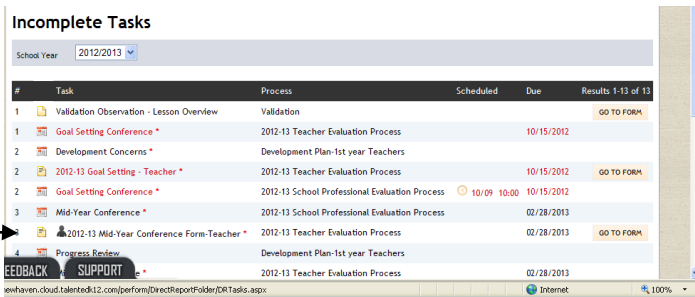 Incomplete Tasks
School Year 2012/2013
# Task Process Scheduled Due Results 1-13 of 13
1 Validation Observation - Lesson Overview Validation GO TO FORM
1 Goal Setting Conference * 2012-13 Teacher Evaluation Process 10/15/2012
2 Development Concerns * Development Plan-1st year Teachers
2 2012-13 Goal Setting - Teacher * 2012-13 Teacher Evaluation Process 10/15/2012 GO TO FORM
2 Goal Setting Conference * 2012-13 School Professional Evaluation Process 10/09 10:00 10/15/2012
3 Mid-Year Conference * 2012-13 Teacher Evaluation Process 02/28/2013
3 2012-13 Mid-Year Conference Form-Teacher * 2012-13 Teacher Evaluation Process 02/28/2013 GO TO FORM
4 Progress Review Development Plan-1st year Teachers
EEDBACK SUPPORT e * 2012-13 School Professional Evaluation Process 02/28/2013
ewhaven.cloud.talentedk12.com/perform/DirectReportFolder/DRTasks.aspx Internet 100%